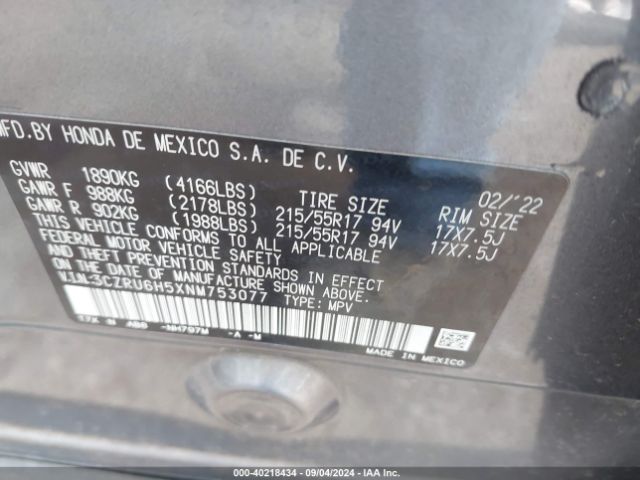 MFD.BY HONDA DE MEXICO S.A. DE C.V.
02/'22
GVWR 1890KG (4166LBS) TIRE SIZE RIM SIZE
GAWR F 988KG (2178LBS) 215/55R17 94V 17X7.5J
GAWR R 902KG (1988LBS) 215/55R17 94V 17X7.5J
THIS VEHICLE CONFORMS TO ALL APPLICABLE
FEDERAL MOTOR VEHICLE SAFETY
STANDARDS IN EFFECT
ON THE DATE OF MANUFACTURE SHOWN ABOVE.
V.I.N:3CZRU6H5XNM753077 TYPE: MPV
-NH797M -A -M
MADE IN MEXICO
000-40218434 - 09/04/2024 - IAA Inc.